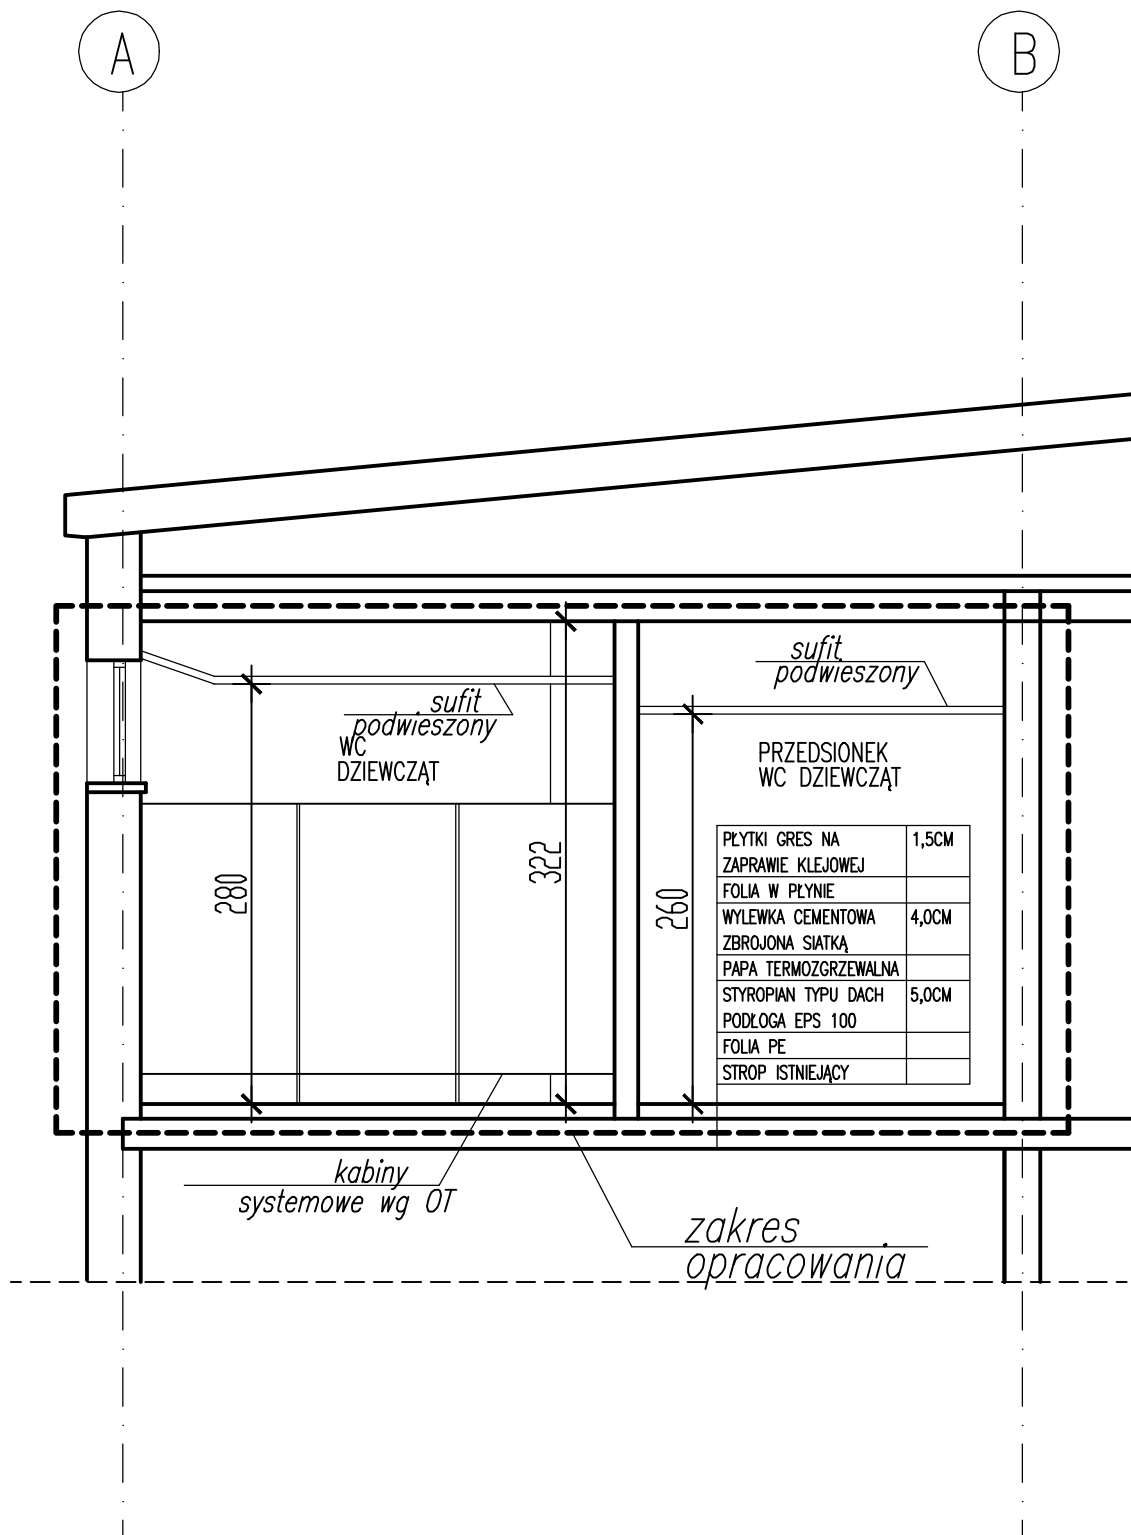 A
B
sufit
podwieszony
sufit
podwieszony
WC
DZIEWCZĄT
PRZEDSIONEK
WC DZIEWCZĄT
280
322
260
PŁYTKI GRES NA 1,5CM
ZAPRAWIE KLEJOWEJ
FOLIA W PŁYNIE
WYLEWKA CEMENTOWA 4,0CM
ZBROJONA SIATKĄ
PAPA TERMOZGRZEWALNA
STYROPIAN TYPU DACH 5,0CM
PODŁOGA EPS 100
FOLIA PE
STROP ISTNIEJĄCY
kabiny
systemowe wg OT
zakres
opracowania